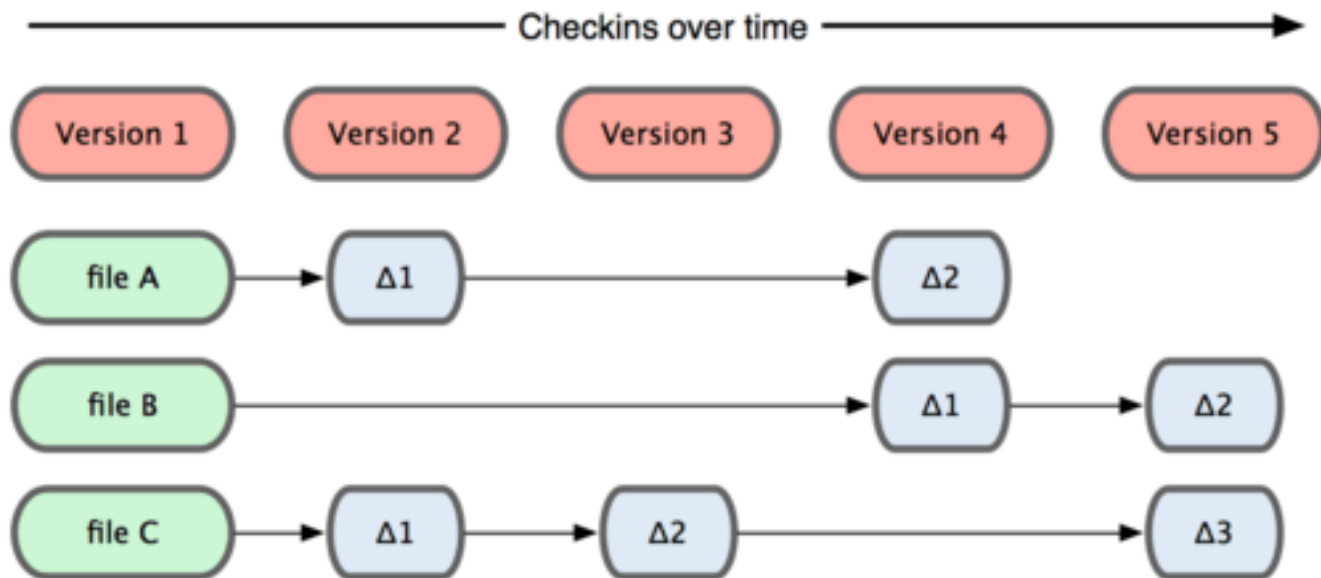 Checkins over time
Version 1 Version 2 Version 3 Version 4 Version 5
file A Δ1 Δ2
file B Δ1 Δ2
file C Δ1 Δ2 Δ3